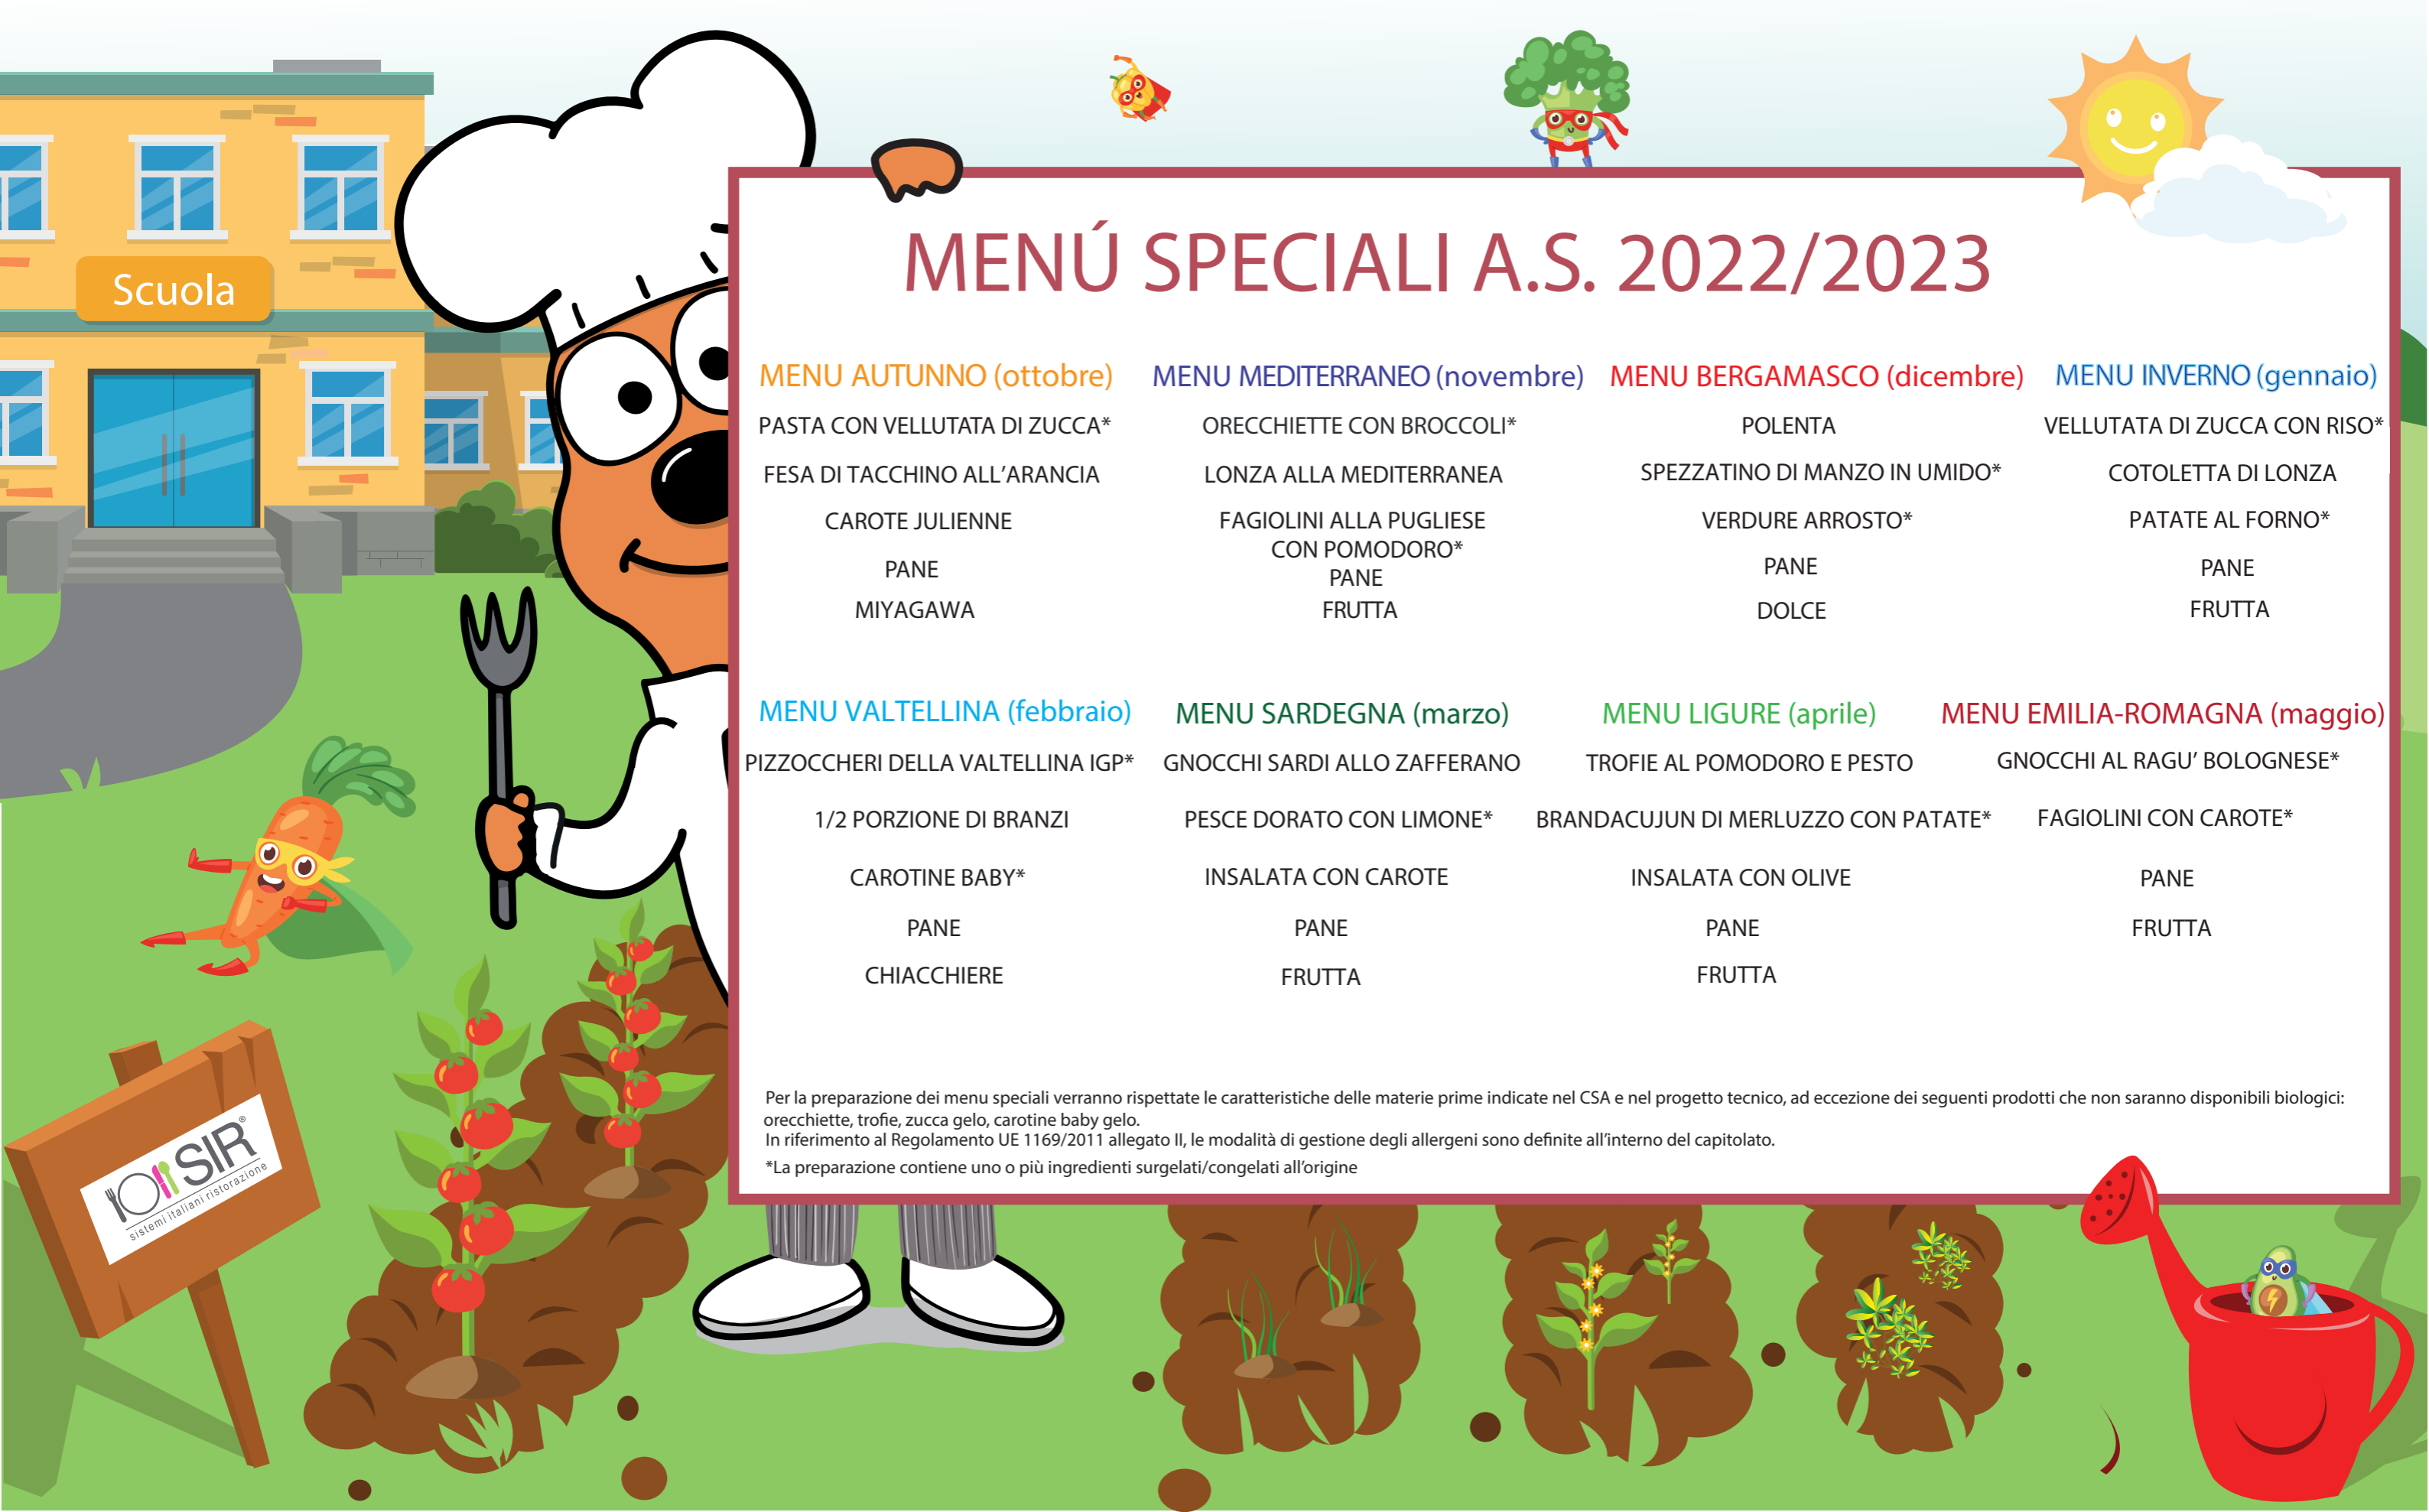 Scuola
MENÚ SPECIALI A.S. 2022/2023
MENU AUTUNNO (ottobre)
PASTA CON VELLUTATA DI ZUCCA*
FESA DI TACCHINO ALL'ARANCIA
CAROTE JULIENNE
PANE
MIYAGAWA
MENU MEDITERRANEO (novembre)
ORECCHIETTE CON BROCCOLI*
LONZA ALLA MEDITERRANEA
FAGIOLINI ALLA PUGLIESE
CON POMODORO*
PANE
FRUTTA
MENU BERGAMASCO (dicembre)
POLENTA
SPEZZATINO DI MANZO IN UMIDO*
VERDURE ARROSTO*
PANE
DOLCE
MENU INVERNO (gennaio)
VELLUTATA DI ZUCCA CON RISO*
COTOLETTA DI LONZA
PATATE AL FORNO*
PANE
FRUTTA
MENU VALTELLINA (febbraio)
PIZZOCCHERI DELLA VALTELLINA IGP*
1/2 PORZIONE DI BRANZI
CAROTINE BABY*
PANE
CHIACCHIERE
MENU SARDEGNA (marzo)
GNOCCHI SARDI ALLO ZAFFERANO
PESCE DORATO CON LIMONE*
INSALATA CON CAROTE
PANE
FRUTTA
MENU LIGURE (aprile)
TROFIE AL POMODORO E PESTO
BRANDACUJUN DI MERLUZZO CON PATATE*
INSALATA CON OLIVE
PANE
FRUTTA
MENU EMILIA-ROMAGNA (maggio)
GNOCCHI AL RAGU' BOLOGNESE*
FAGIOLINI CON CAROTE*
PANE
FRUTTA
Per la preparazione dei menu speciali verranno rispettate le caratteristiche delle materie prime indicate nel CSA e nel progetto tecnico, ad eccezione dei seguenti prodotti che non saranno disponibili biologici:
orecchiette, trofie, zucca gelo, carotine baby gelo.
In riferimento al Regolamento UE 1169/2011 allegato II, le modalità di gestione degli allergeni sono definite all'interno del capitolato.
*La preparazione contiene uno o più ingredienti surgelati/congelati all'origine
SIR®
sistemi italiani ristorazione